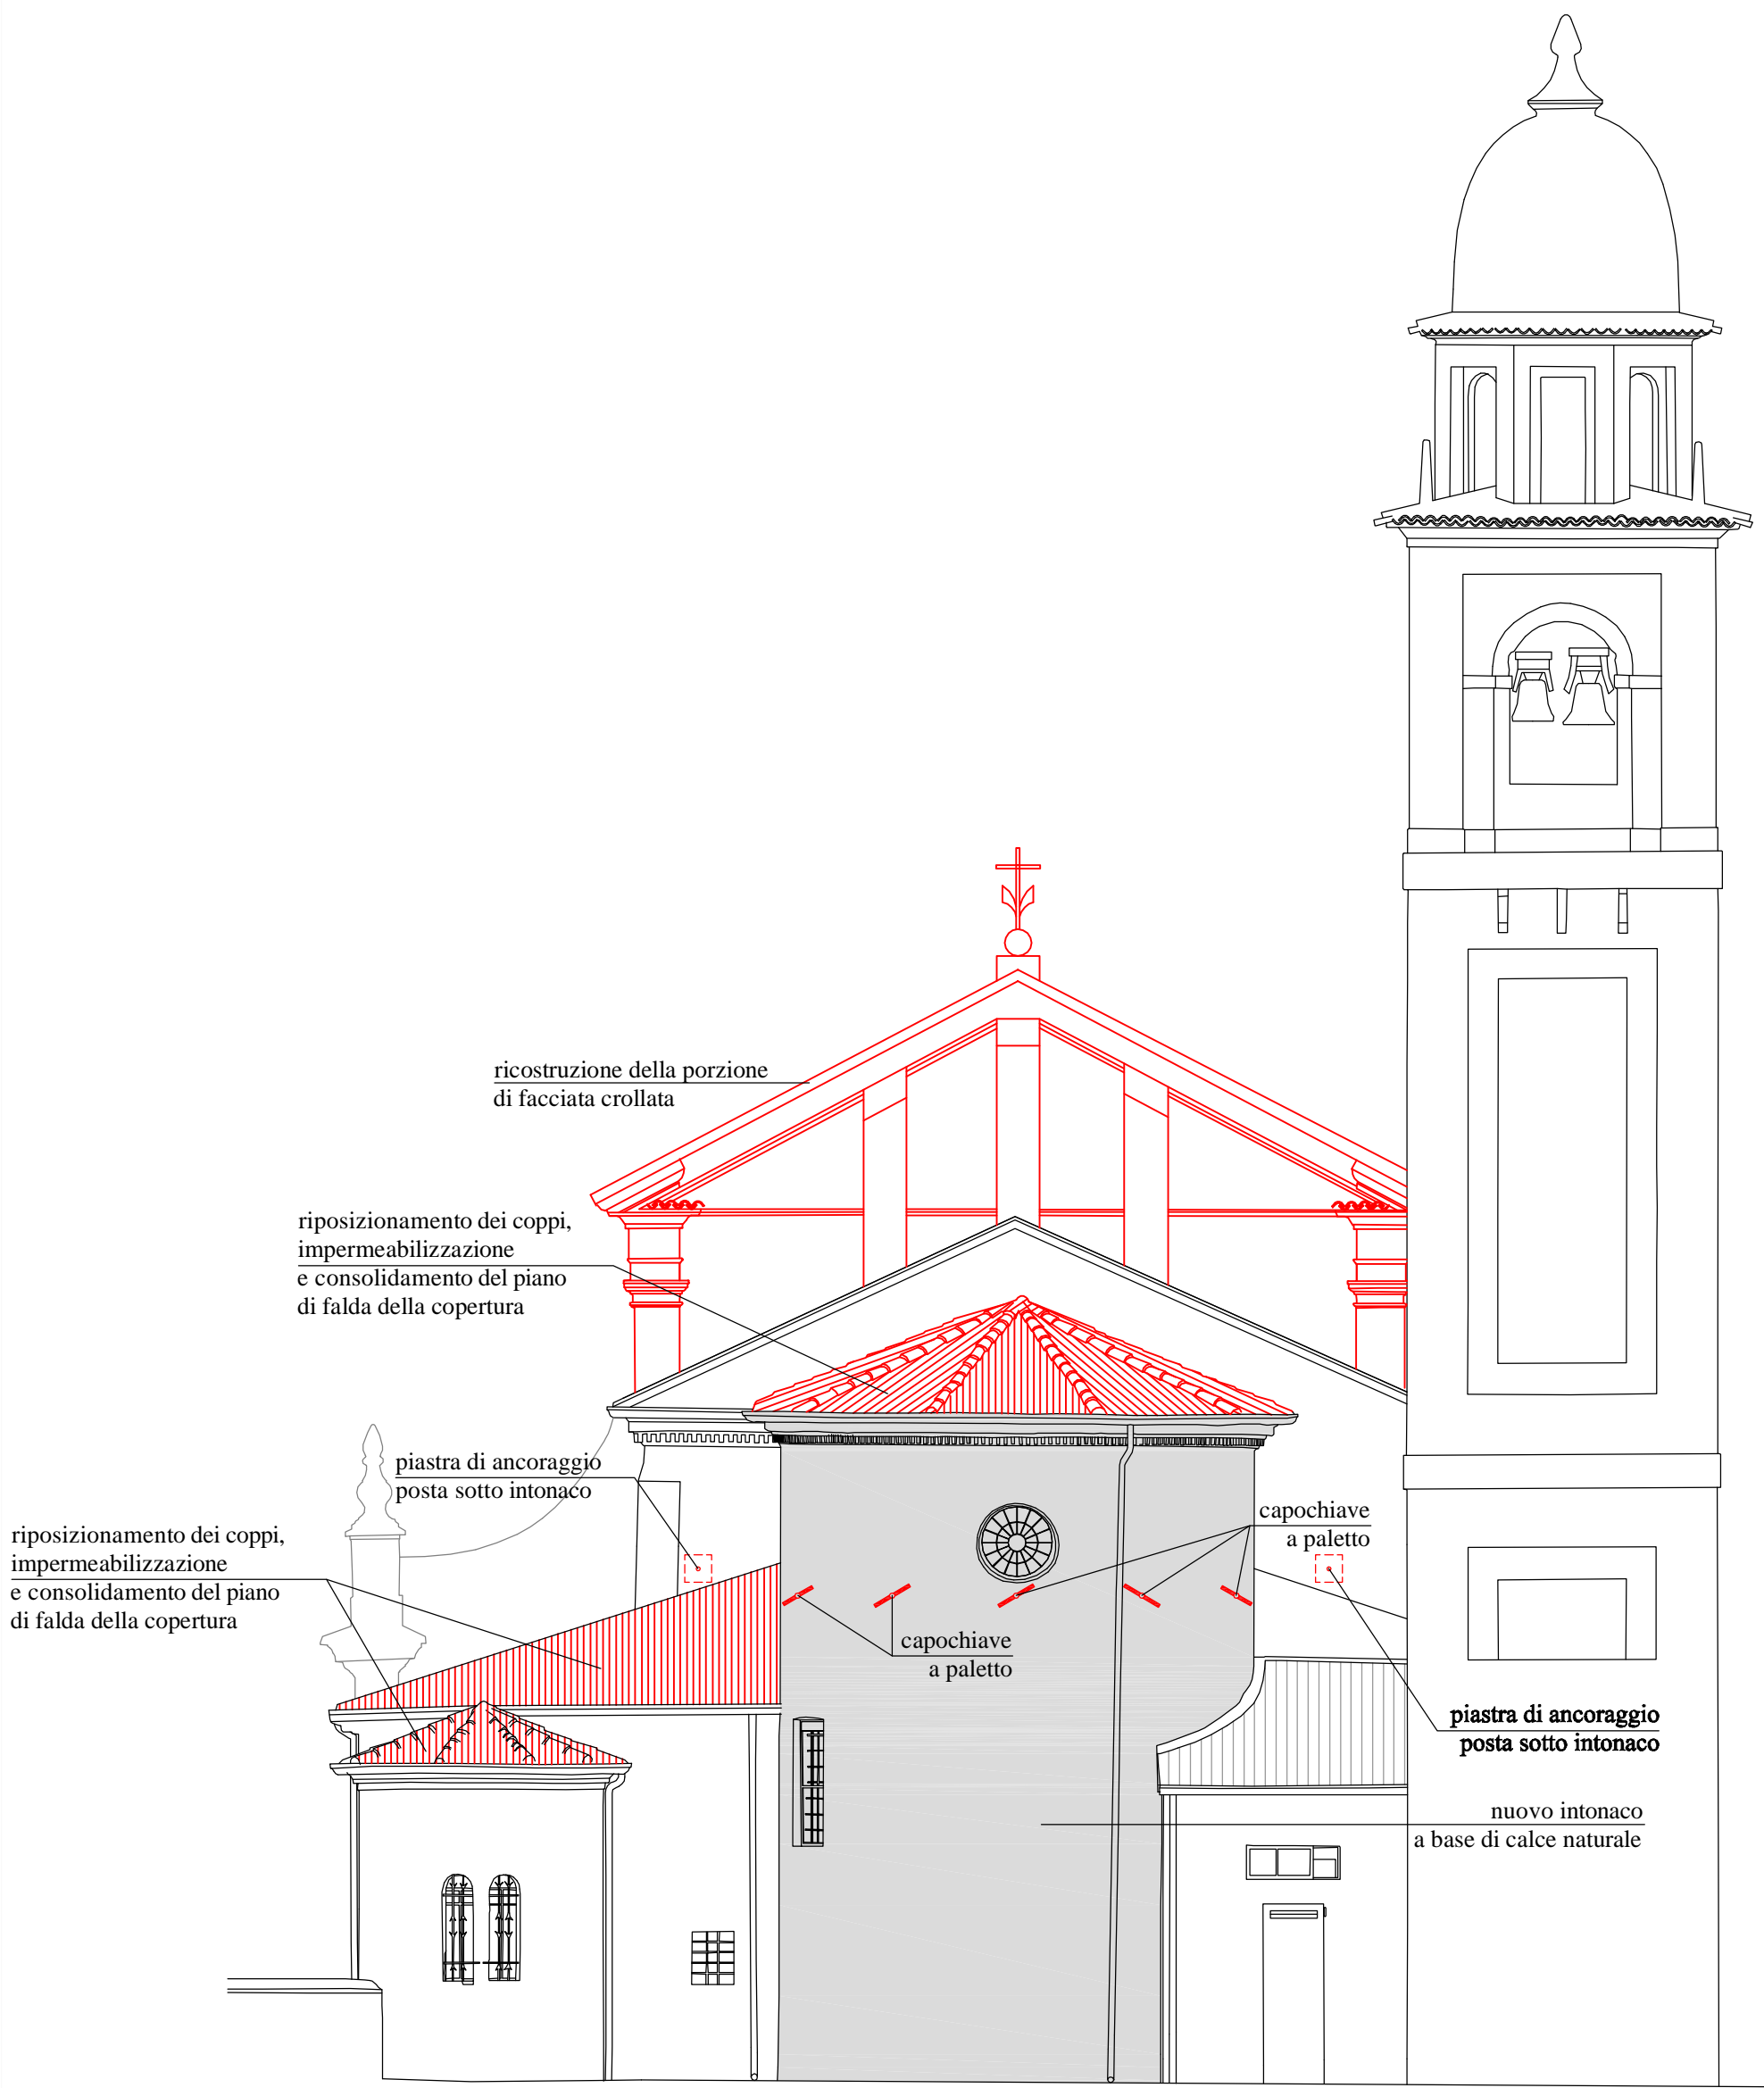 ricostruzione della porzione
di facciata crollata
riposizionamento dei coppi,
impermeabilizzazione
e consolidamento del piano
di falda della copertura
piastra di ancoraggio
posta sotto intonaco
capochiave
a paletto
riposizionamento dei coppi,
impermeabilizzazione
e consolidamento del piano
di falda della copertura
capochiave
a paletto
piastra di ancoraggio
posta sotto intonaco
nuovo intonaco
a base di calce naturale